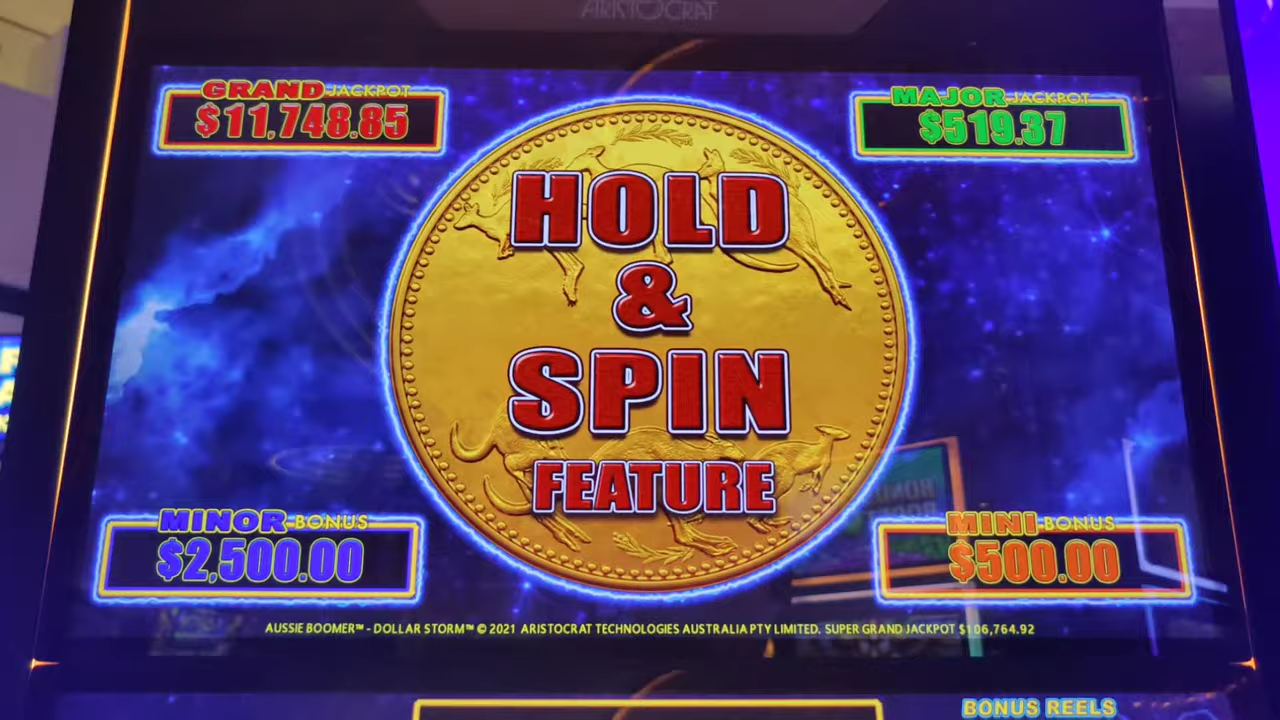 ARISTOCRAT
GRAND JACKPOT
$11,748.85
MAJOR JACKPOT
$519.37
HOLD
&
SPIN
FEATURE
MINOR BONUS
$2,500.00
MINI BONUS
$500.00
AUSSIE BOOMER™ - DOLLAR STORM™ © 2021 ARISTOCRAT TECHNOLOGIES AUSTRALIA PTY LIMITED. SUPER GRAND JACKPOT $106,764.92
BONUS REELS